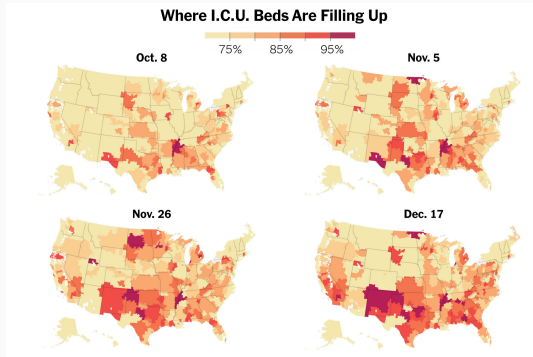 Where I.C.U. Beds Are Filling Up
75% 85% 95%
Oct. 8
Nov. 5
Nov. 26
Dec. 17